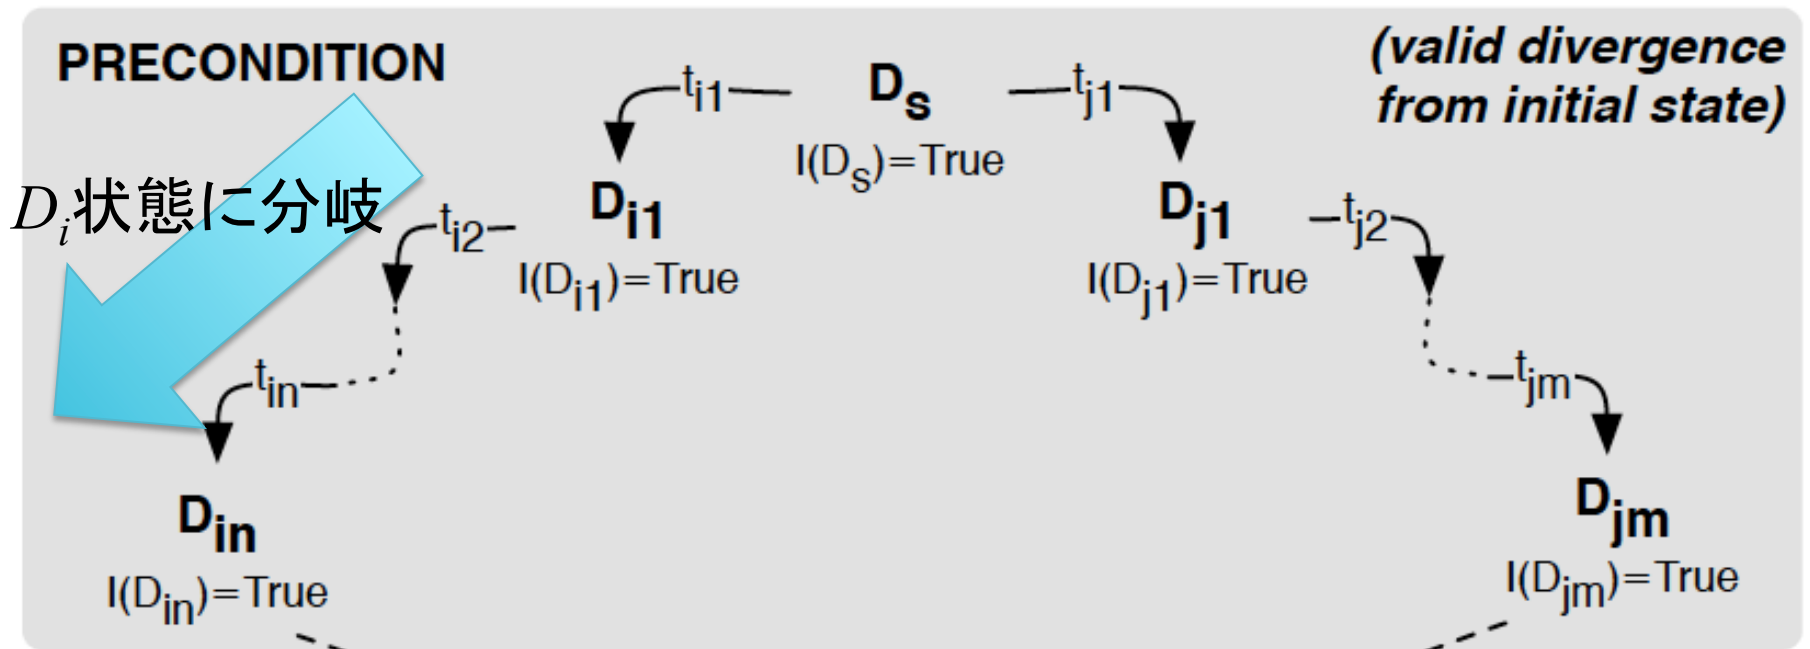 PRECONDITION
(valid divergence
from initial state)
t_i1
D_s
t_j1
I(D_s)=True
D_i状態に分岐
t_i2
D_i1
D_j1
t_j2
I(D_i1)=True
I(D_j1)=True
t_in
t_jm
D_in
D_jm
I(D_in)=True
I(D_jm)=True